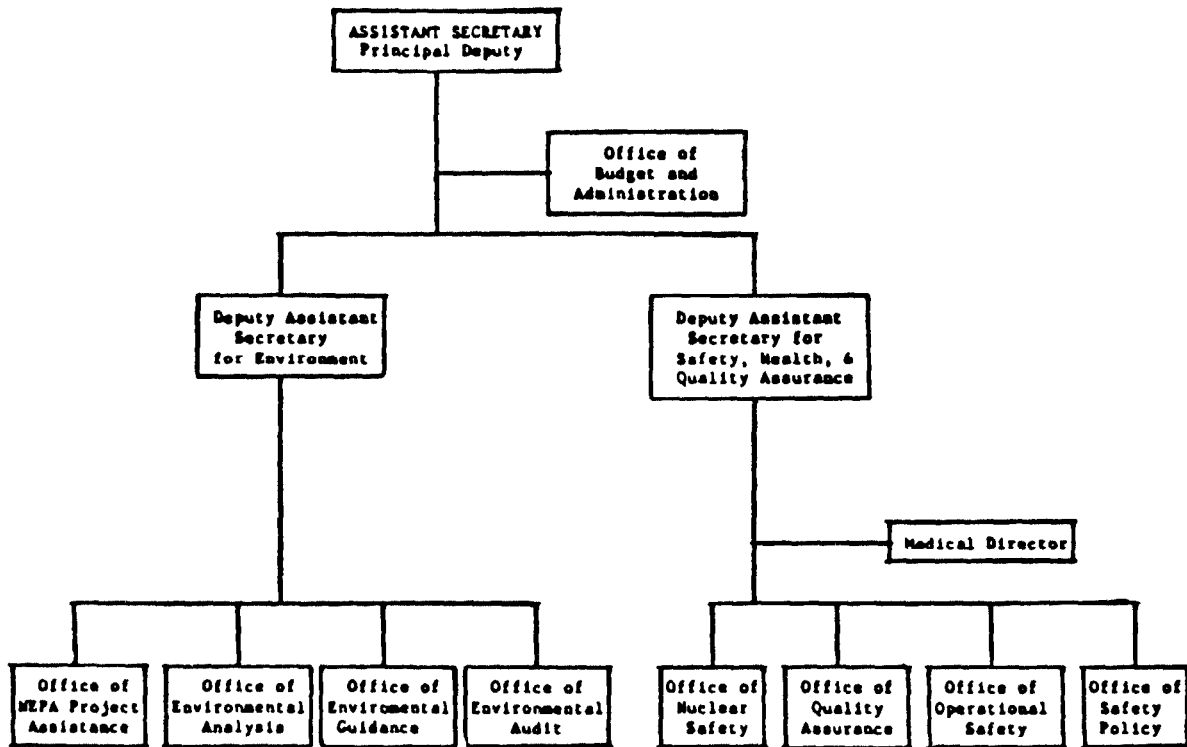 ASSISTANT SECRETARY
Principal Deputy
Office of
Budget and
Administration
Deputy Assistant
Secretary
for Environment
Deputy Assistant
Secretary for
Safety, Health, &
Quality Assurance
Medical Director
Office of
NEPA Project
Assistance
Office of
Environmental
Analysis
Office of
Enviromental
Guidance
Office of
Environmental
Audit
Office of
Nuclear
Safety
Office of
Quality
Assurance
Office of
Operational
Safety
Office of
Safety
Policy